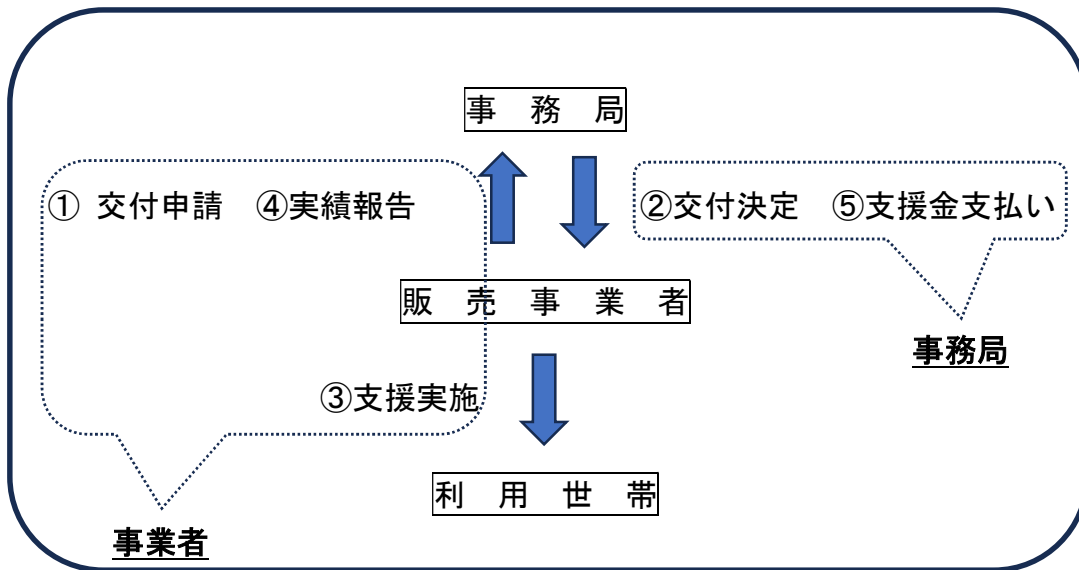 事　務　局
①　交付申請　④実績報告
②交付決定　⑤支援金支払い
販　売　事　業　者
事務局
③支援実施
利　用　世　帯
事業者